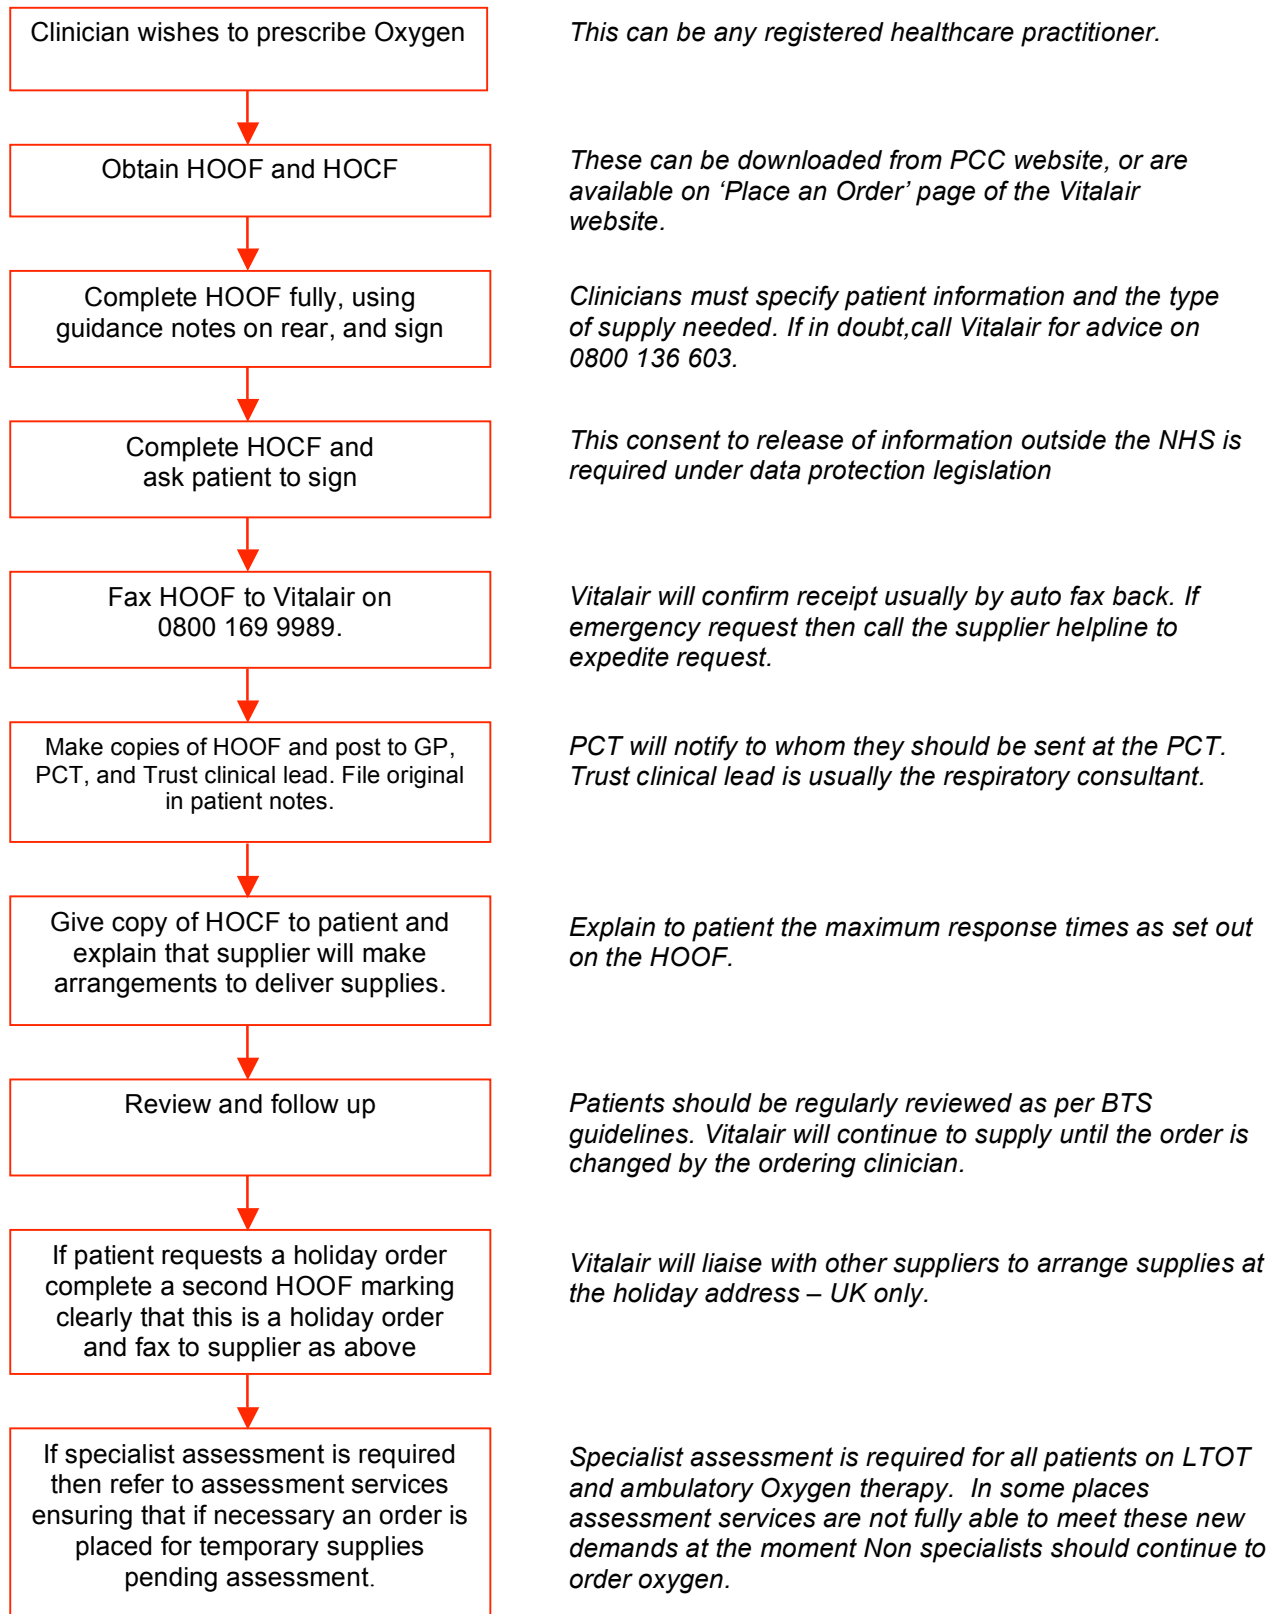 Clinician wishes to prescribe Oxygen
This can be any registered healthcare practitioner.
Obtain HOOF and HOCF
These can be downloaded from PCC website, or are
available on ‘Place an Order’ page of the Vitalair
website.
Complete HOOF fully, using
guidance notes on rear, and sign
Clinicians must specify patient information and the type
of supply needed. If in doubt,call Vitalair for advice on
0800 136 603.
Complete HOCF and
ask patient to sign
This consent to release of information outside the NHS is
required under data protection legislation
Fax HOOF to Vitalair on
0800 169 9989.
Vitalair will confirm receipt usually by auto fax back. If
emergency request then call the supplier helpline to
expedite request.
Make copies of HOOF and post to GP,
PCT, and Trust clinical lead. File original
in patient notes.
PCT will notify to whom they should be sent at the PCT.
Trust clinical lead is usually the respiratory consultant.
Give copy of HOCF to patient and
explain that supplier will make
arrangements to deliver supplies.
Explain to patient the maximum response times as set out
on the HOOF.
Review and follow up
Patients should be regularly reviewed as per BTS
guidelines. Vitalair will continue to supply until the order is
changed by the ordering clinician.
If patient requests a holiday order
complete a second HOOF marking
clearly that this is a holiday order
and fax to supplier as above
Vitalair will liaise with other suppliers to arrange supplies at
the holiday address – UK only.
If specialist assessment is required
then refer to assessment services
ensuring that if necessary an order is
placed for temporary supplies
pending assessment.
Specialist assessment is required for all patients on LTOT
and ambulatory Oxygen therapy. In some places
assessment services are not fully able to meet these new
demands at the moment Non specialists should continue to
order oxygen.